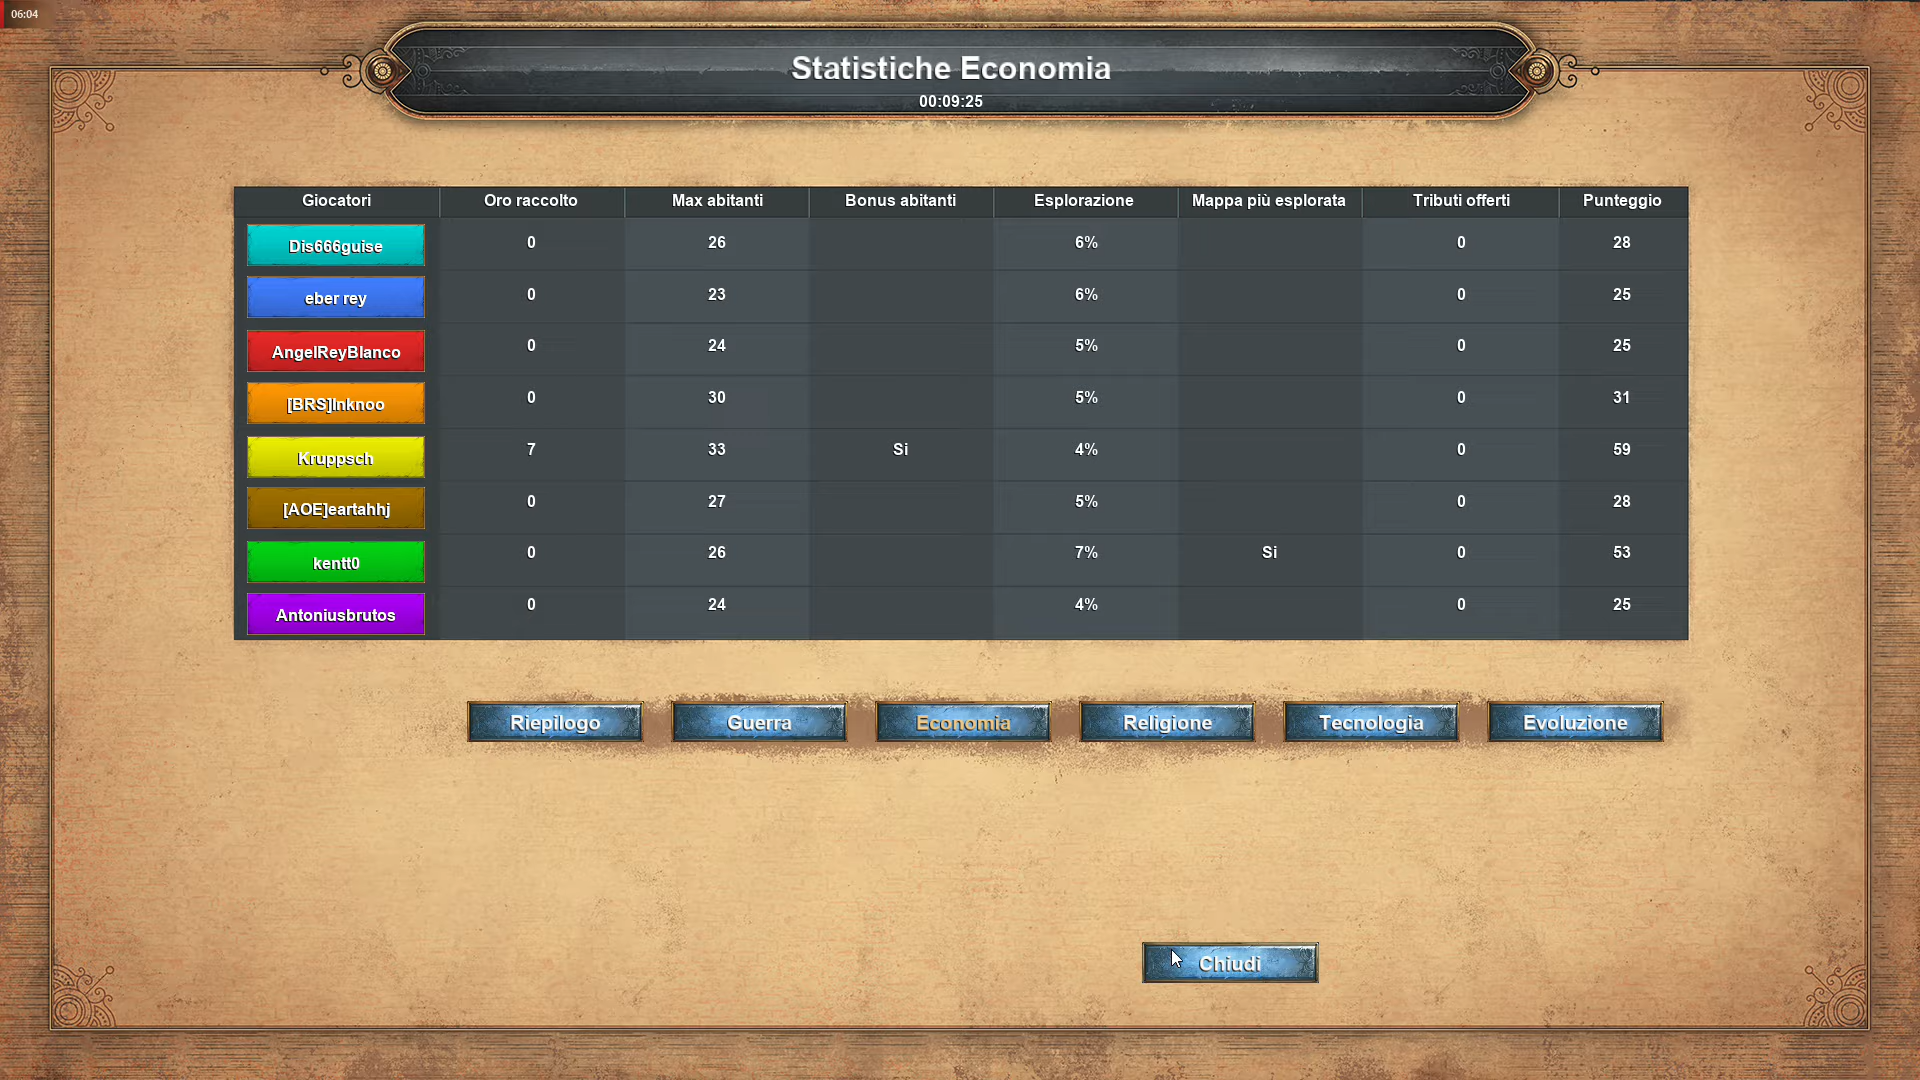 06:04
Statistiche Economia
00:09:25
Giocatori Oro raccolto Max abitanti Bonus abitanti Esplorazione Mappa più esplorata Tributi offerti Punteggio
Dis666guise 0 26 6% 0 28
eber rey 0 23 6% 0 25
AngelReyBlanco 0 24 5% 0 25
[BRS]Inknoo 0 30 5% 0 31
Kruppsch 7 33 Si 4% 0 59
[AOE]eartahhj 0 27 5% 0 28
kentt0 0 26 7% Si 0 53
Antoniusbrutos 0 24 4% 0 25
Riepilogo Guerra Economia Religione Tecnologia Evoluzione
Chiudi